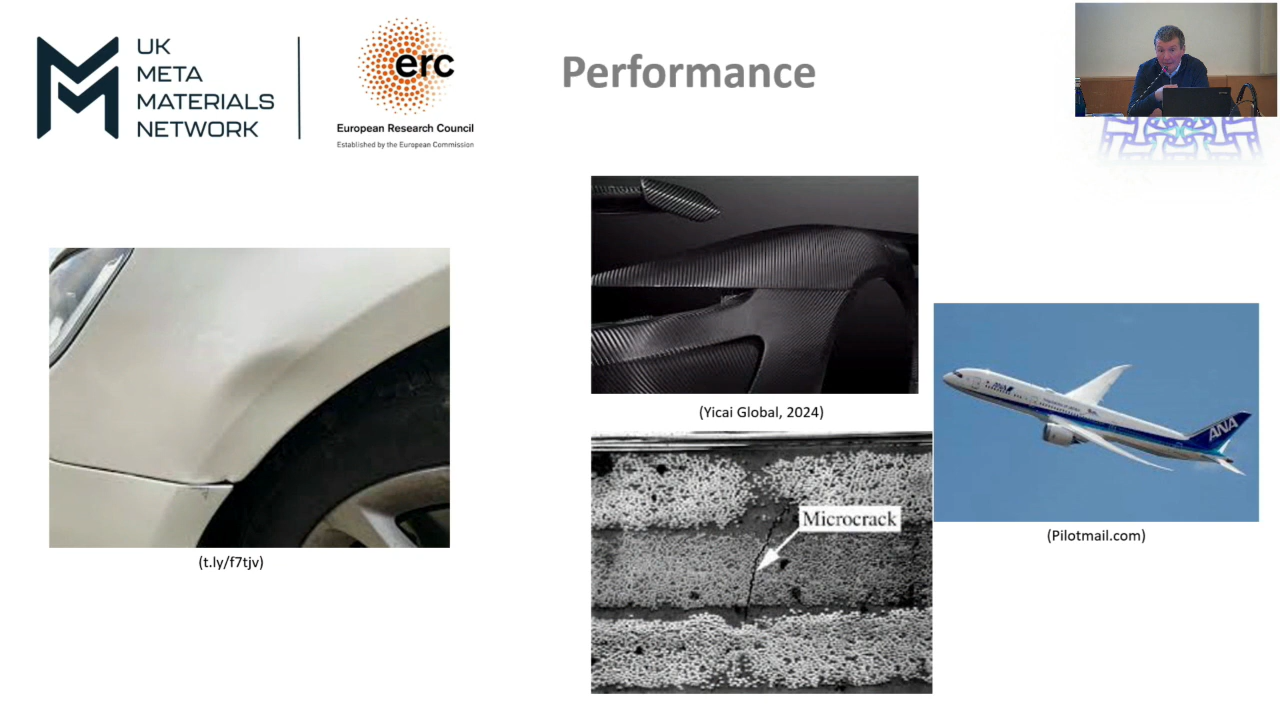 UK
META
MATERIALS
NETWORK
erc
European Research Council
Established by the European Commission
Performance
(Yicai Global, 2024)
ANA
ANA
(Pilotmail.com)
Microcrack
(t.ly/f7tjv)